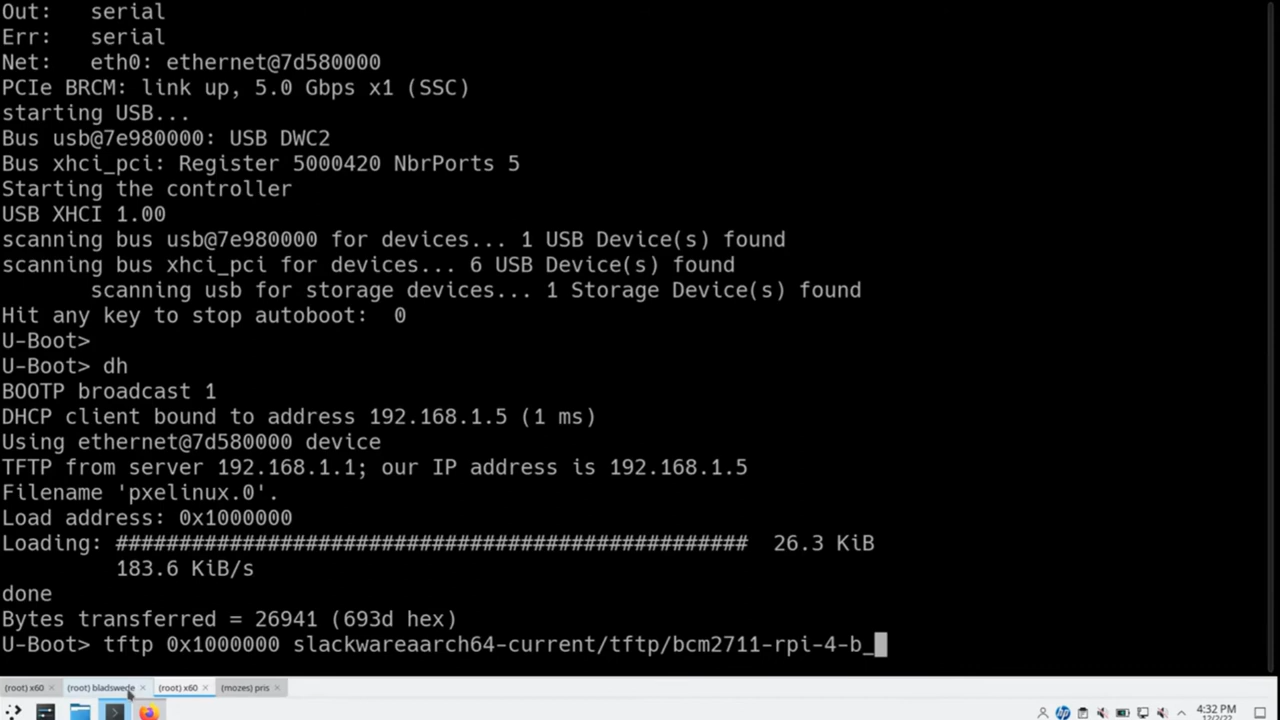 Out:   serial
Err:   serial
Net:   eth0: ethernet@7d580000
PCIe BRCM: link up, 5.0 Gbps x1 (SSC)
starting USB...
Bus usb@7e980000: USB DWC2
Bus xhci_pci: Register 5000420 NbrPorts 5
Starting the controller
USB XHCI 1.00
scanning bus usb@7e980000 for devices... 1 USB Device(s) found
scanning bus xhci_pci for devices... 6 USB Device(s) found
       scanning usb for storage devices... 1 Storage Device(s) found
Hit any key to stop autoboot:  0
U-Boot>
U-Boot> dh
BOOTP broadcast 1
DHCP client bound to address 192.168.1.5 (1 ms)
Using ethernet@7d580000 device
TFTP from server 192.168.1.1; our IP address is 192.168.1.5
Filename 'pxelinux.0'.
Load address: 0x1000000
Loading: ##################################################  26.3 KiB
         183.6 KiB/s
done
Bytes transferred = 26941 (693d hex)
U-Boot> tftp 0x1000000 slackwareaarch64-current/tftp/bcm2711-rpi-4-b_
(root) x60 (root) bladswede (root) x60 (mozes) pris
4:32 PM